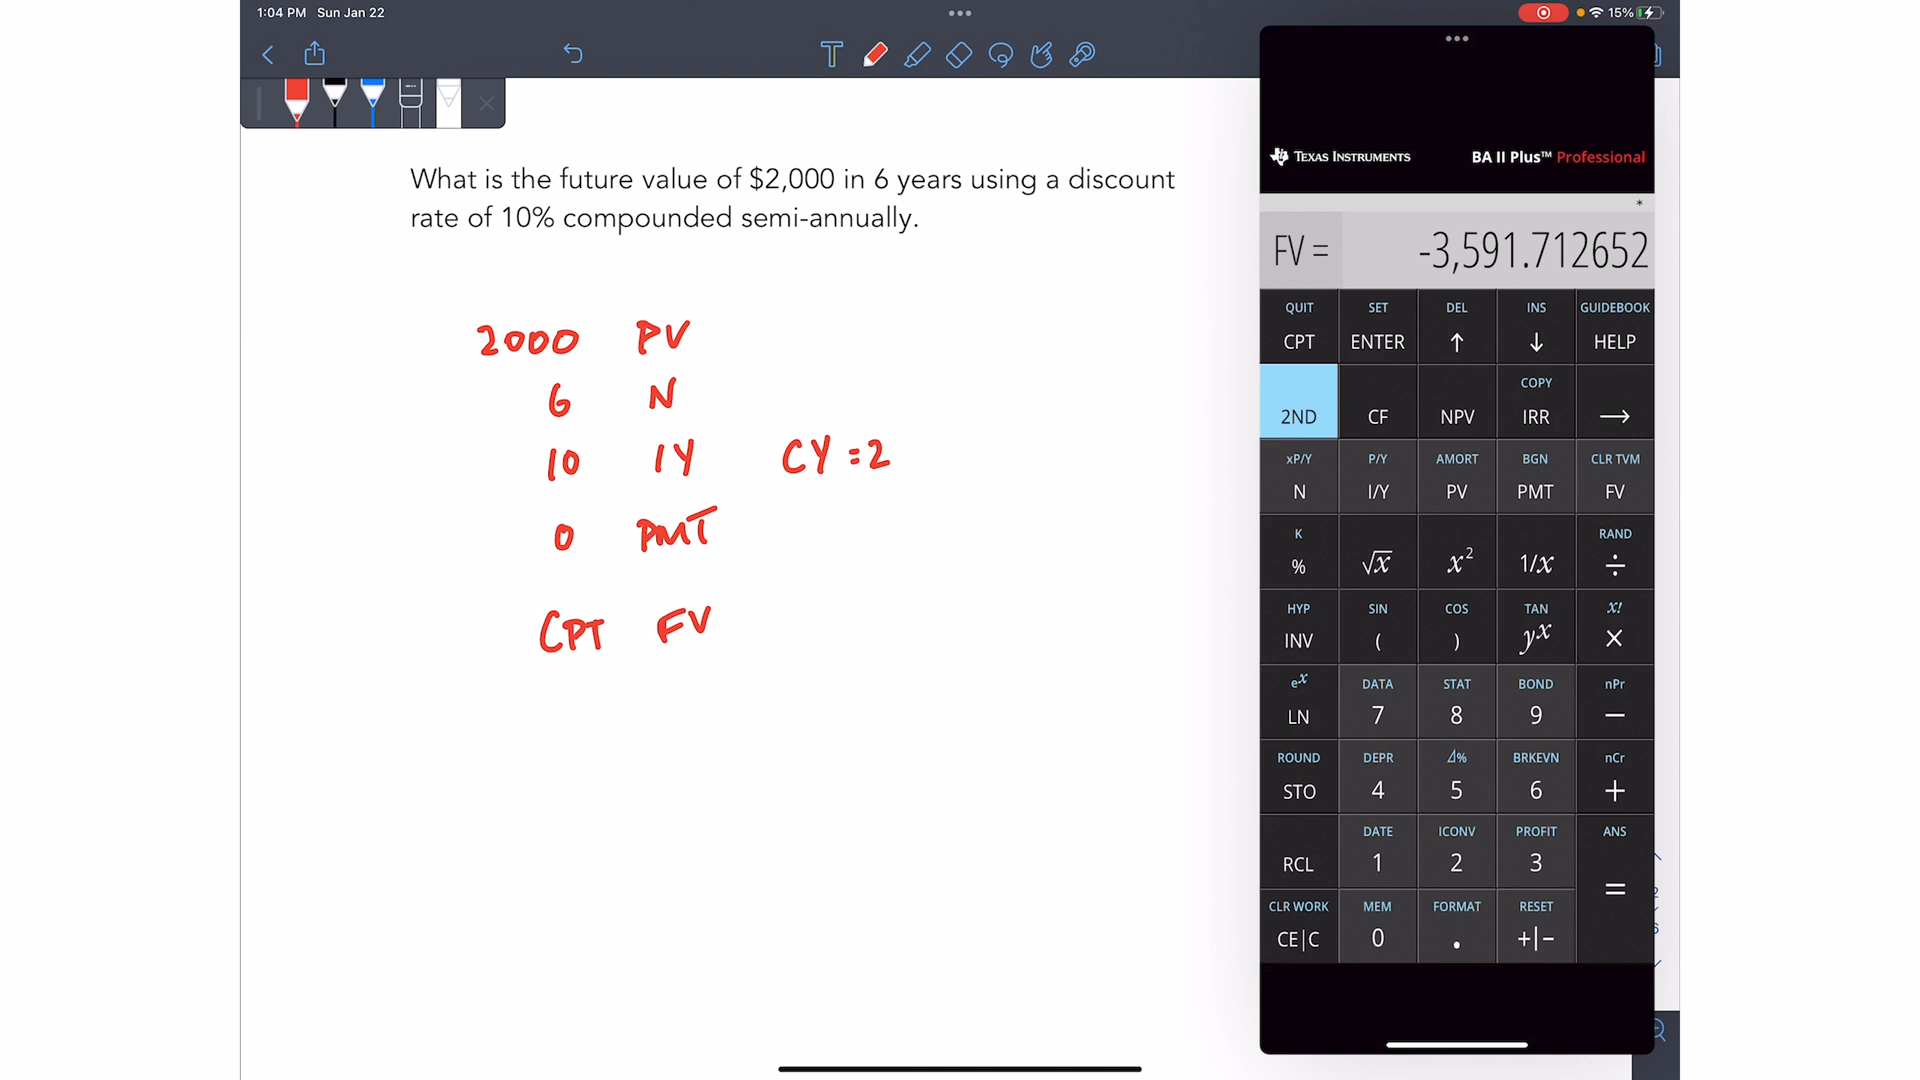 1:04 PM Sun Jan 22
15%
T
What is the future value of $2,000 in 6 years using a discount
rate of 10% compounded semi-annually.
2000 PV
6 N
10 IY CY = 2
0 PMT
CPT FV
TEXAS INSTRUMENTS BA II Plus™ Professional
*
FV = -3,591.712652
QUIT SET DEL INS GUIDEBOOK
CPT ENTER ↑ ↓ HELP
COPY
2ND CF NPV IRR →
xP/Y P/Y AMORT BGN CLR TVM
N I/Y PV PMT FV
K RAND
% √x x² 1/x ÷
HYP SIN COS TAN x!
INV ( ) yˣ ×
eˣ DATA STAT BOND nPr
LN 7 8 9 −
ROUND DEPR Δ% BRKEVN nCr
STO 4 5 6 +
DATE ICONV PROFIT ANS
RCL 1 2 3 =
CLR WORK MEM FORMAT RESET
CE|C 0 . +|−